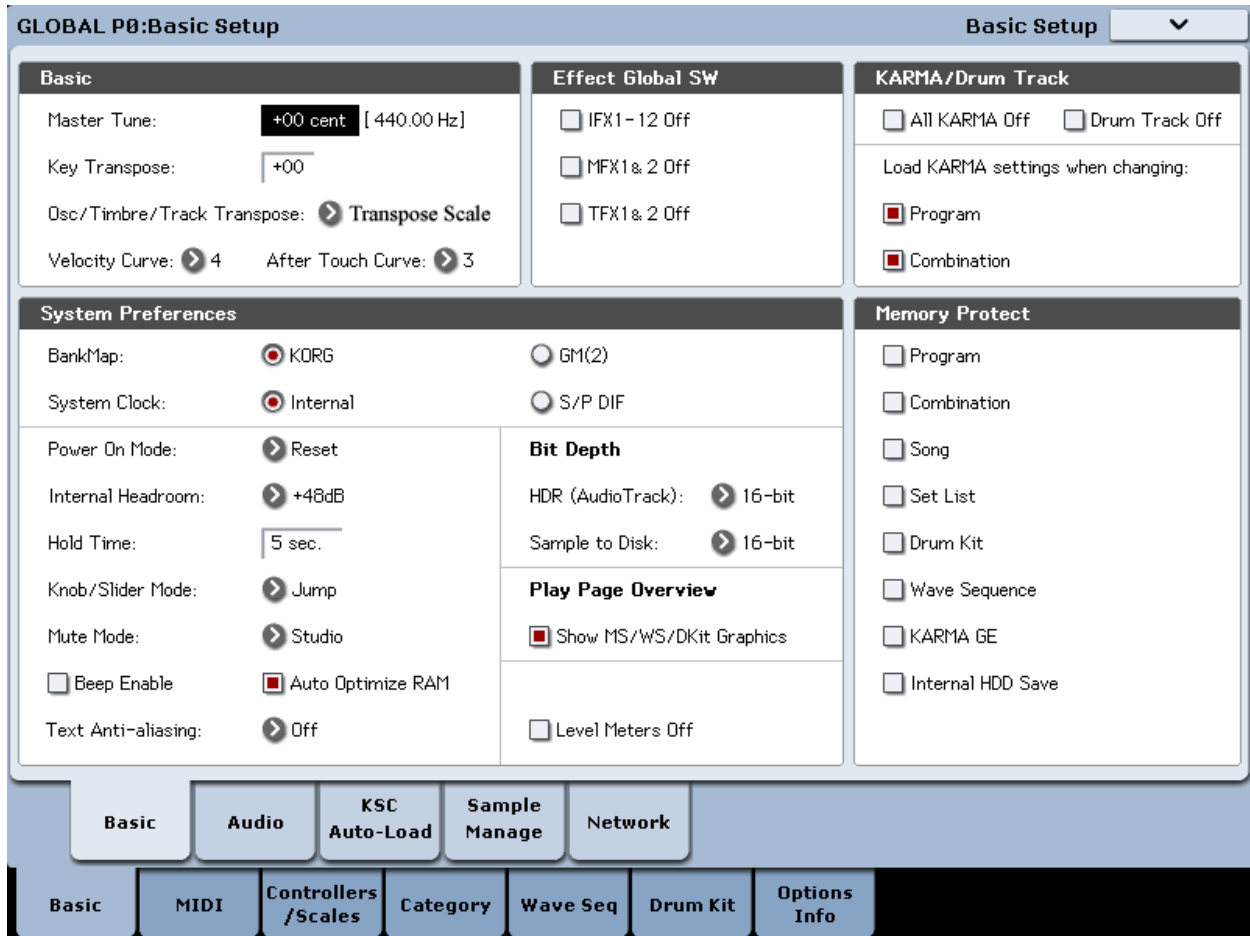 GLOBAL P0:Basic Setup
Basic Setup
Basic
Master Tune: +00 cent [ 440.00 Hz]
Key Transpose: +00
Osc/Timbre/Track Transpose: Transpose Scale
Velocity Curve: 4 After Touch Curve: 3
Effect Global SW
IFX1-12 Off
MFX1 & 2 Off
TFX1 & 2 Off
KARMA/Drum Track
All KARMA Off Drum Track Off
Load KARMA settings when changing:
Program
Combination
System Preferences
BankMap: KORG GM(2)
System Clock: Internal S/P DIF
Power On Mode: Reset
Internal Headroom: +48dB
Hold Time: 5 sec.
Knob/Slider Mode: Jump
Mute Mode: Studio
Beep Enable Auto Optimize RAM
Text Anti-aliasing: Off
Bit Depth
HDR (AudioTrack): 16-bit
Sample to Disk: 16-bit
Play Page Overview
Show MS/WS/DKit Graphics
Level Meters Off
Memory Protect
Program
Combination
Song
Set List
Drum Kit
Wave Sequence
KARMA GE
Internal HDD Save
Basic
Audio
KSC
Auto-Load
Sample
Manage
Network
Basic
MIDI
Controllers
/Scales
Category
Wave Seq
Drum Kit
Options
Info